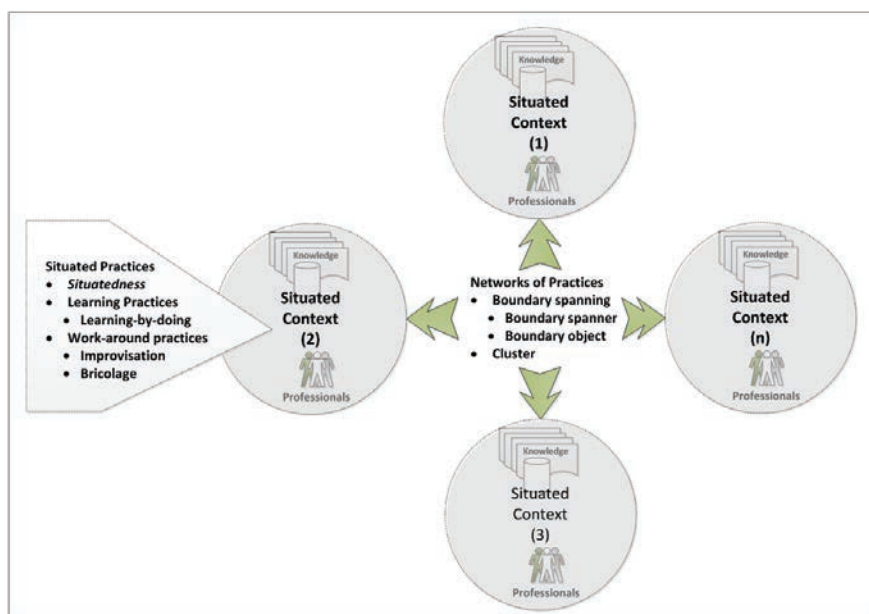 Knowledge
Situated
Context
(1)
Professionals
Situated Practices
• Situatedness
• Learning Practices
• Learning-by-doing
• Work-around practices
• Improvisation
• Bricolage
Knowledge
Situated
Context
(2)
Professionals
Networks of Practices
• Boundary spanning
• Boundary spanner
• Boundary object
• Cluster
Knowledge
Situated
Context
(n)
Professionals
Knowledge
Situated
Context
(3)
Professionals